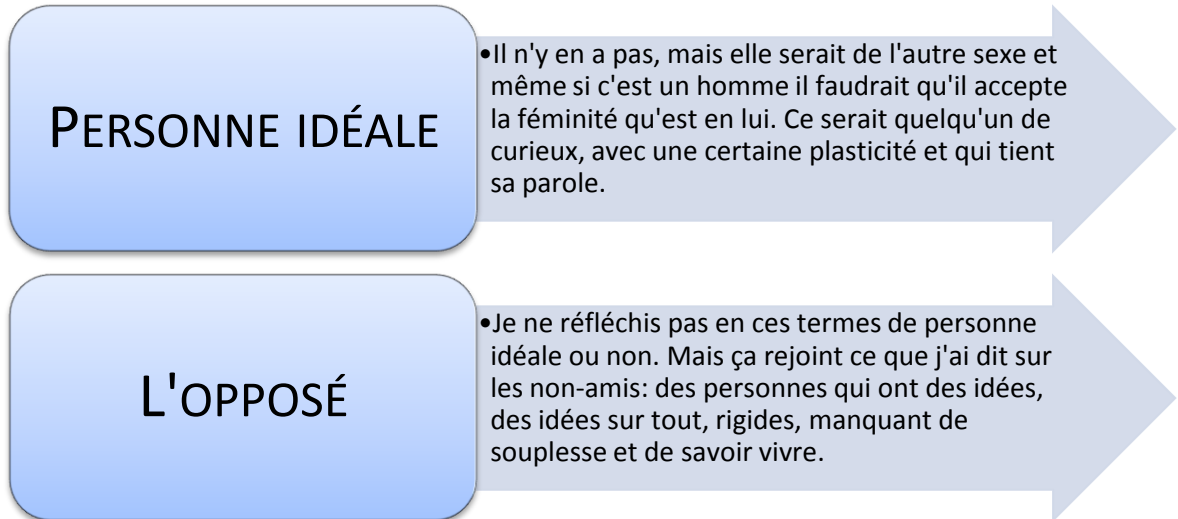 PERSONNE IDÉALE
•Il n'y en a pas, mais elle serait de l'autre sexe et
même si c'est un homme il faudrait qu'il accepte
la féminité qu'est en lui. Ce serait quelqu'un de
curieux, avec une certaine plasticité et qui tient
sa parole.
L'OPPOSÉ
•Je ne réfléchis pas en ces termes de personne
idéale ou non. Mais ça rejoint ce que j'ai dit sur
les non-amis: des personnes qui ont des idées,
des idées sur tout, rigides, manquant de
souplesse et de savoir vivre.